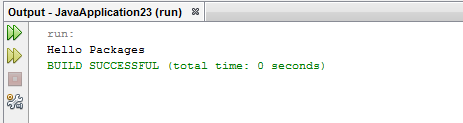 Output - JavaApplication23 (run)
run:
Hello Packages
BUILD SUCCESSFUL (total time: 0 seconds)